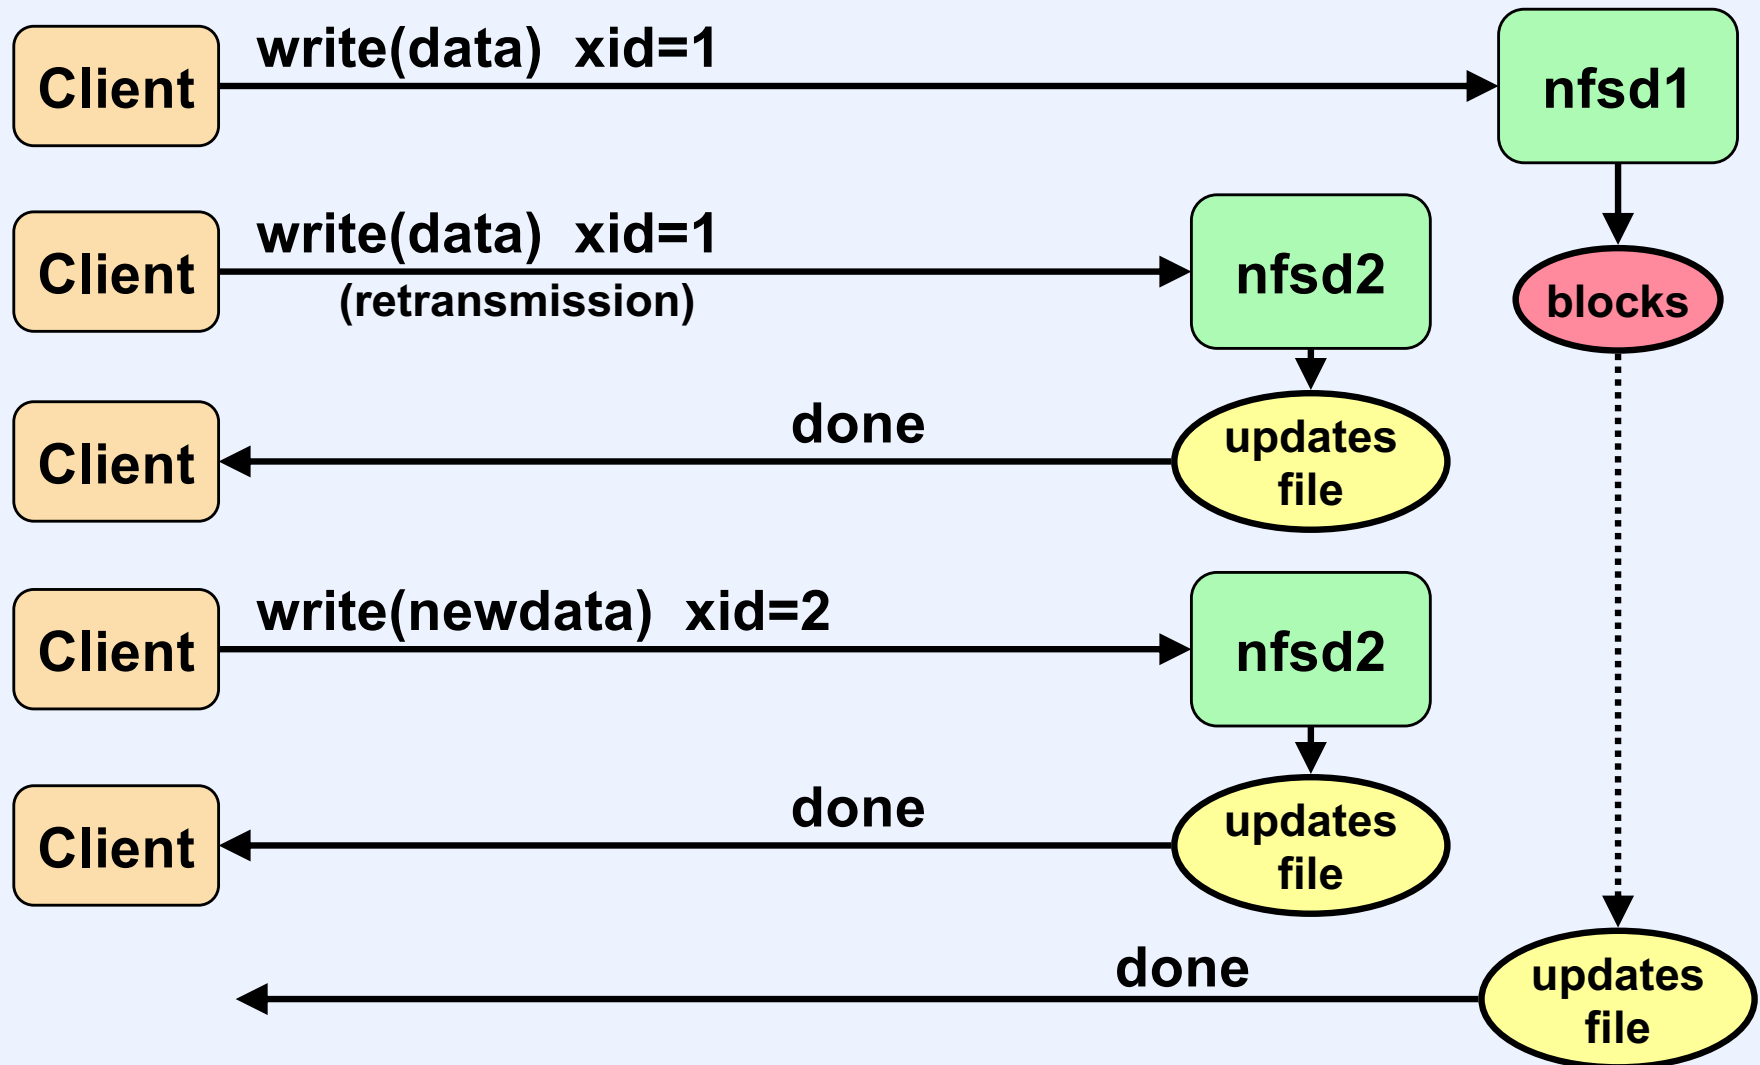 write(data) xid=1
Client
nfsd1
write(data) xid=1
Client
nfsd2
(retransmission)
blocks
done
Client
updates
file
write(newdata) xid=2
Client
nfsd2
done
Client
updates
file
done
updates
file